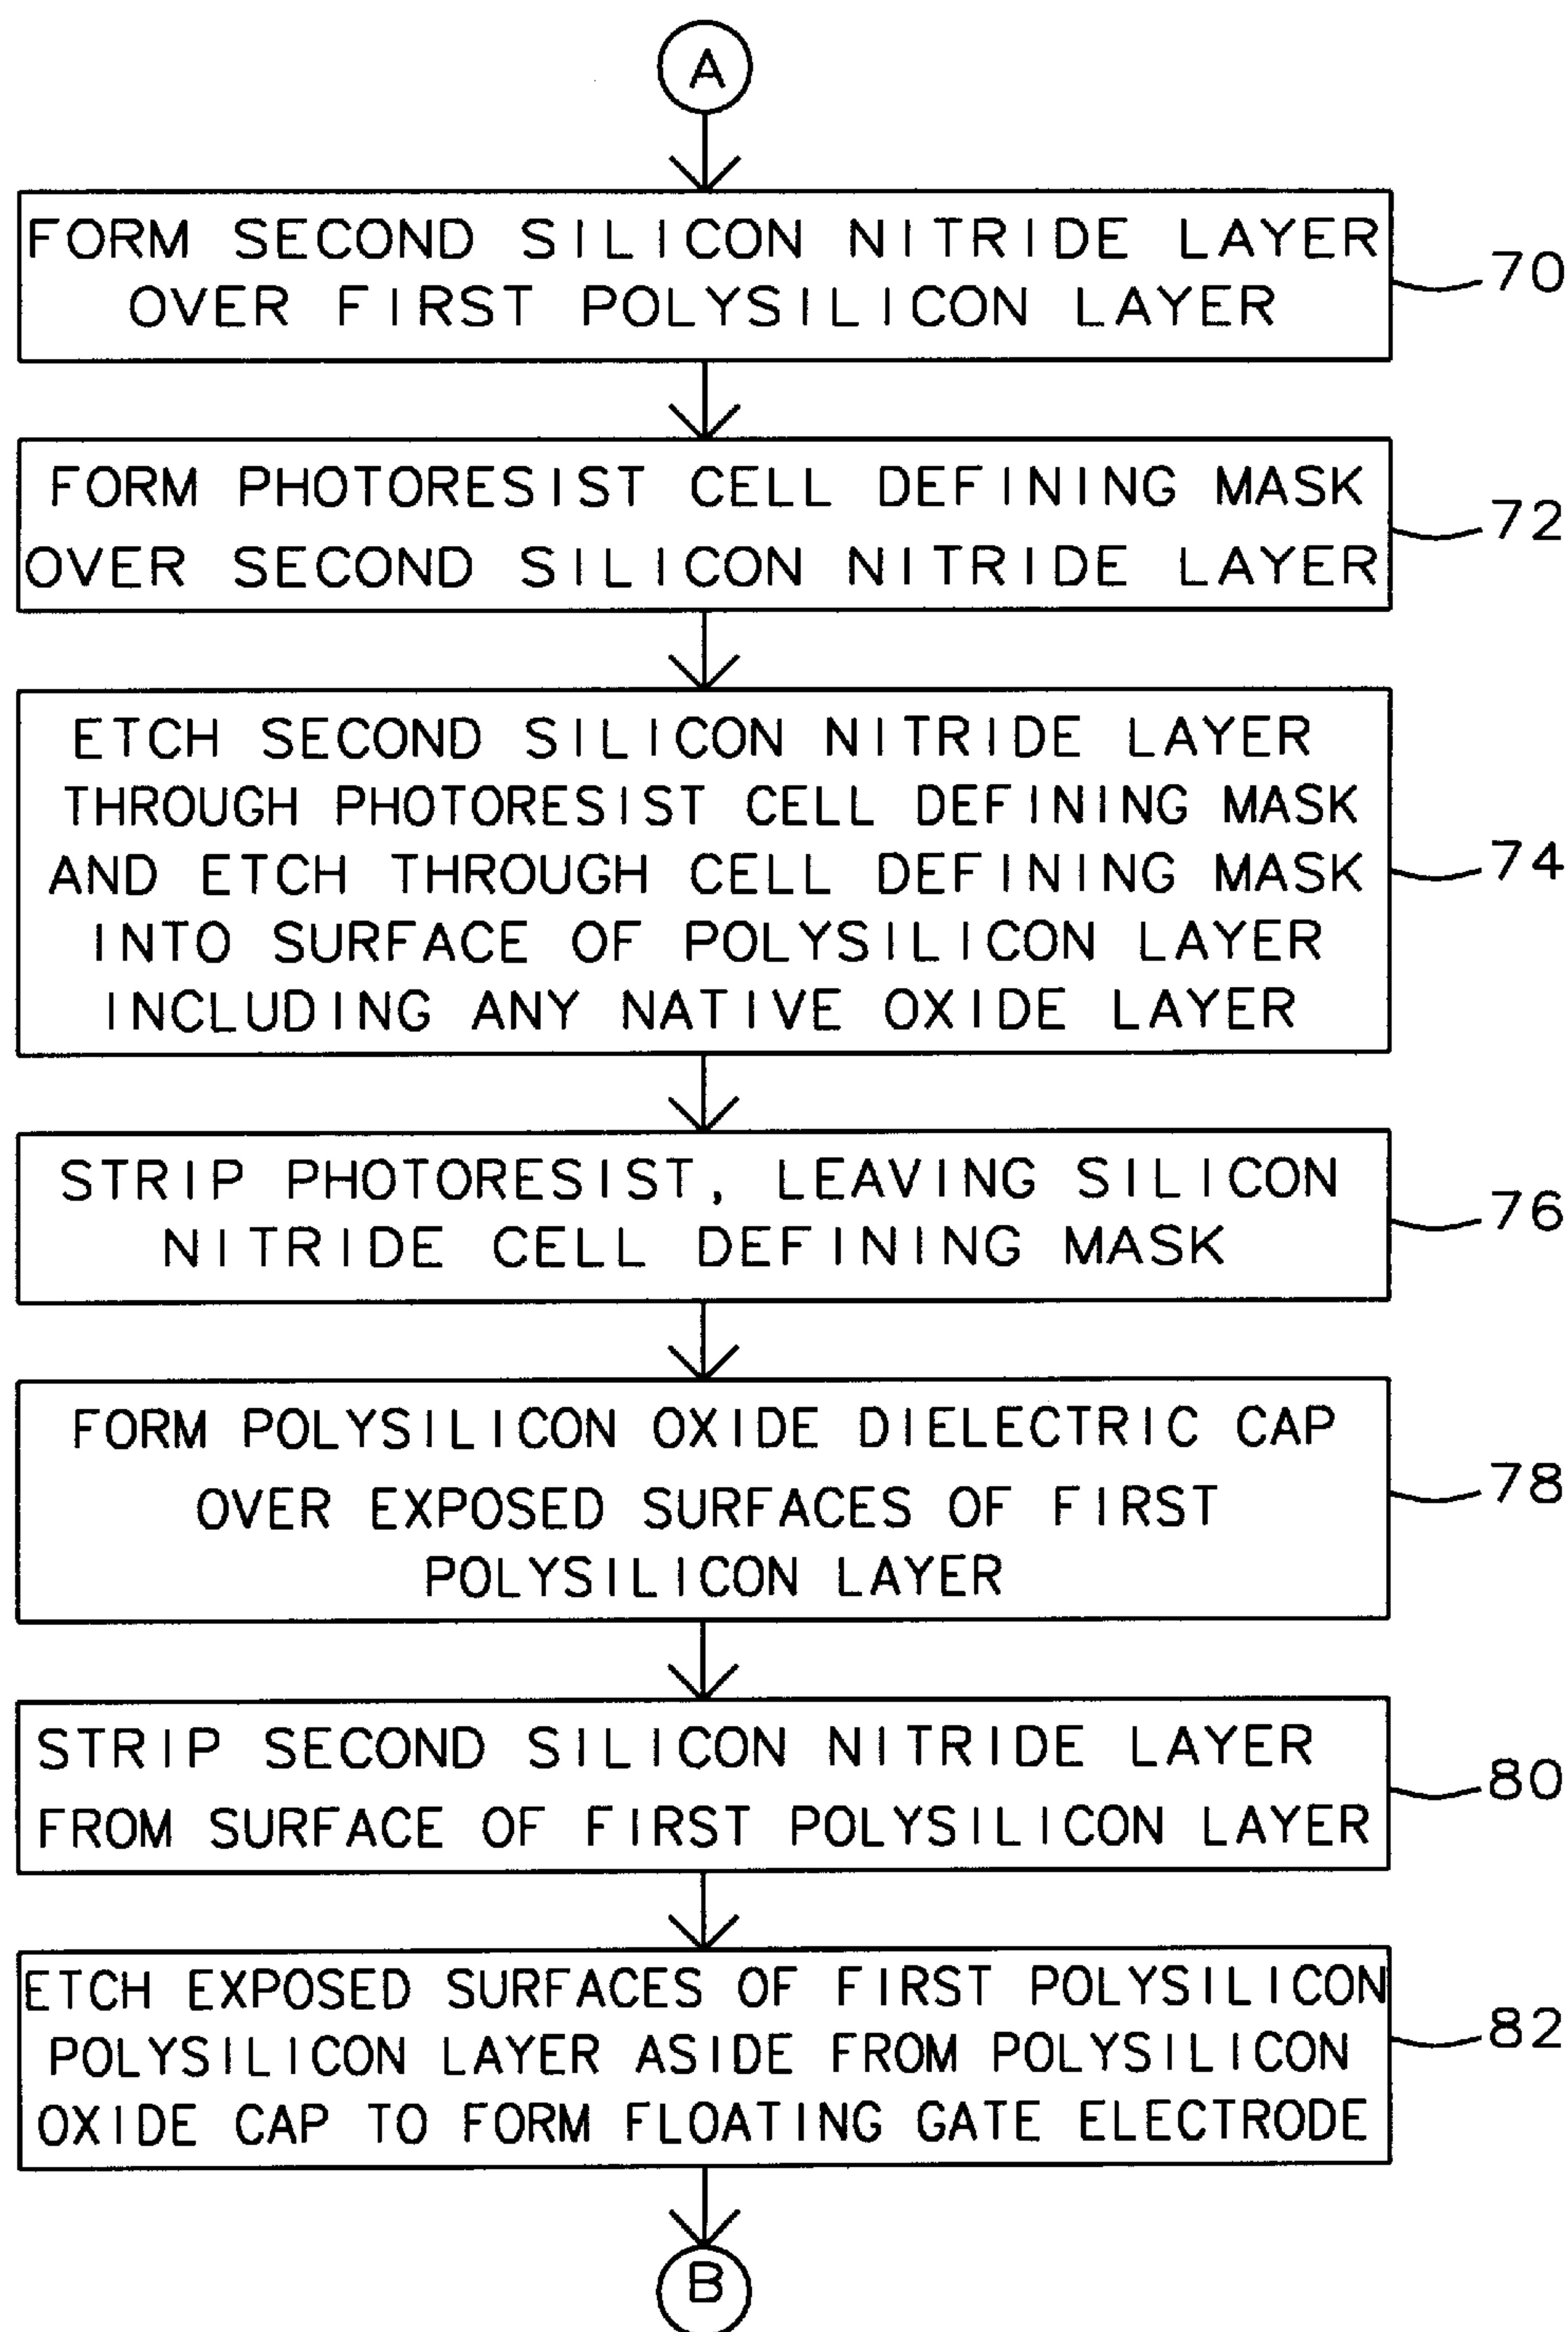 A
FORM SECOND SILICON NITRIDE LAYER
OVER FIRST POLYSILICON LAYER
70
FORM PHOTORESIST CELL DEFINING MASK
OVER SECOND SILICON NITRIDE LAYER
72
ETCH SECOND SILICON NITRIDE LAYER
THROUGH PHOTORESIST CELL DEFINING MASK
AND ETCH THROUGH CELL DEFINING MASK
INTO SURFACE OF POLYSILICON LAYER
INCLUDING ANY NATIVE OXIDE LAYER
74
STRIP PHOTORESIST, LEAVING SILICON
NITRIDE CELL DEFINING MASK
76
FORM POLYSILICON OXIDE DIELECTRIC CAP
OVER EXPOSED SURFACES OF FIRST
POLYSILICON LAYER
78
STRIP SECOND SILICON NITRIDE LAYER
FROM SURFACE OF FIRST POLYSILICON LAYER
80
ETCH EXPOSED SURFACES OF FIRST POLYSILICON
POLYSILICON LAYER ASIDE FROM POLYSILICON
OXIDE CAP TO FORM FLOATING GATE ELECTRODE
82
B